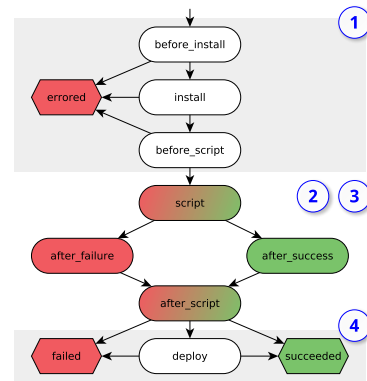 1
before_install
errored
install
before_script
2
3
script
after_failure
after_success
after_script
4
failed
deploy
succeeded